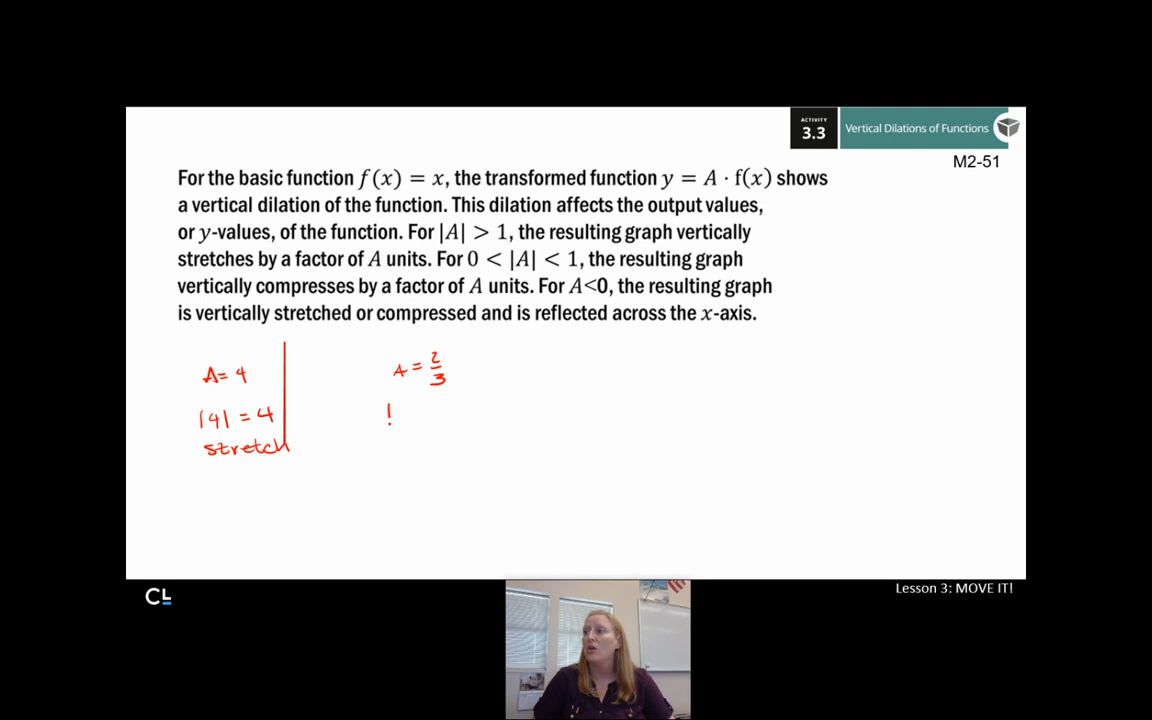 ACTIVITY
3.3
Vertical Dilations of Functions
M2-51
For the basic function f(x) = x, the transformed function y = A · f(x) shows
a vertical dilation of the function. This dilation affects the output values,
or y-values, of the function. For |A| > 1, the resulting graph vertically
stretches by a factor of A units. For 0 < |A| < 1, the resulting graph
vertically compresses by a factor of A units. For A<0, the resulting graph
is vertically stretched or compressed and is reflected across the x-axis.
A = 4
|4| = 4
stretch
A = 2/3
CL
Lesson 3: MOVE IT!